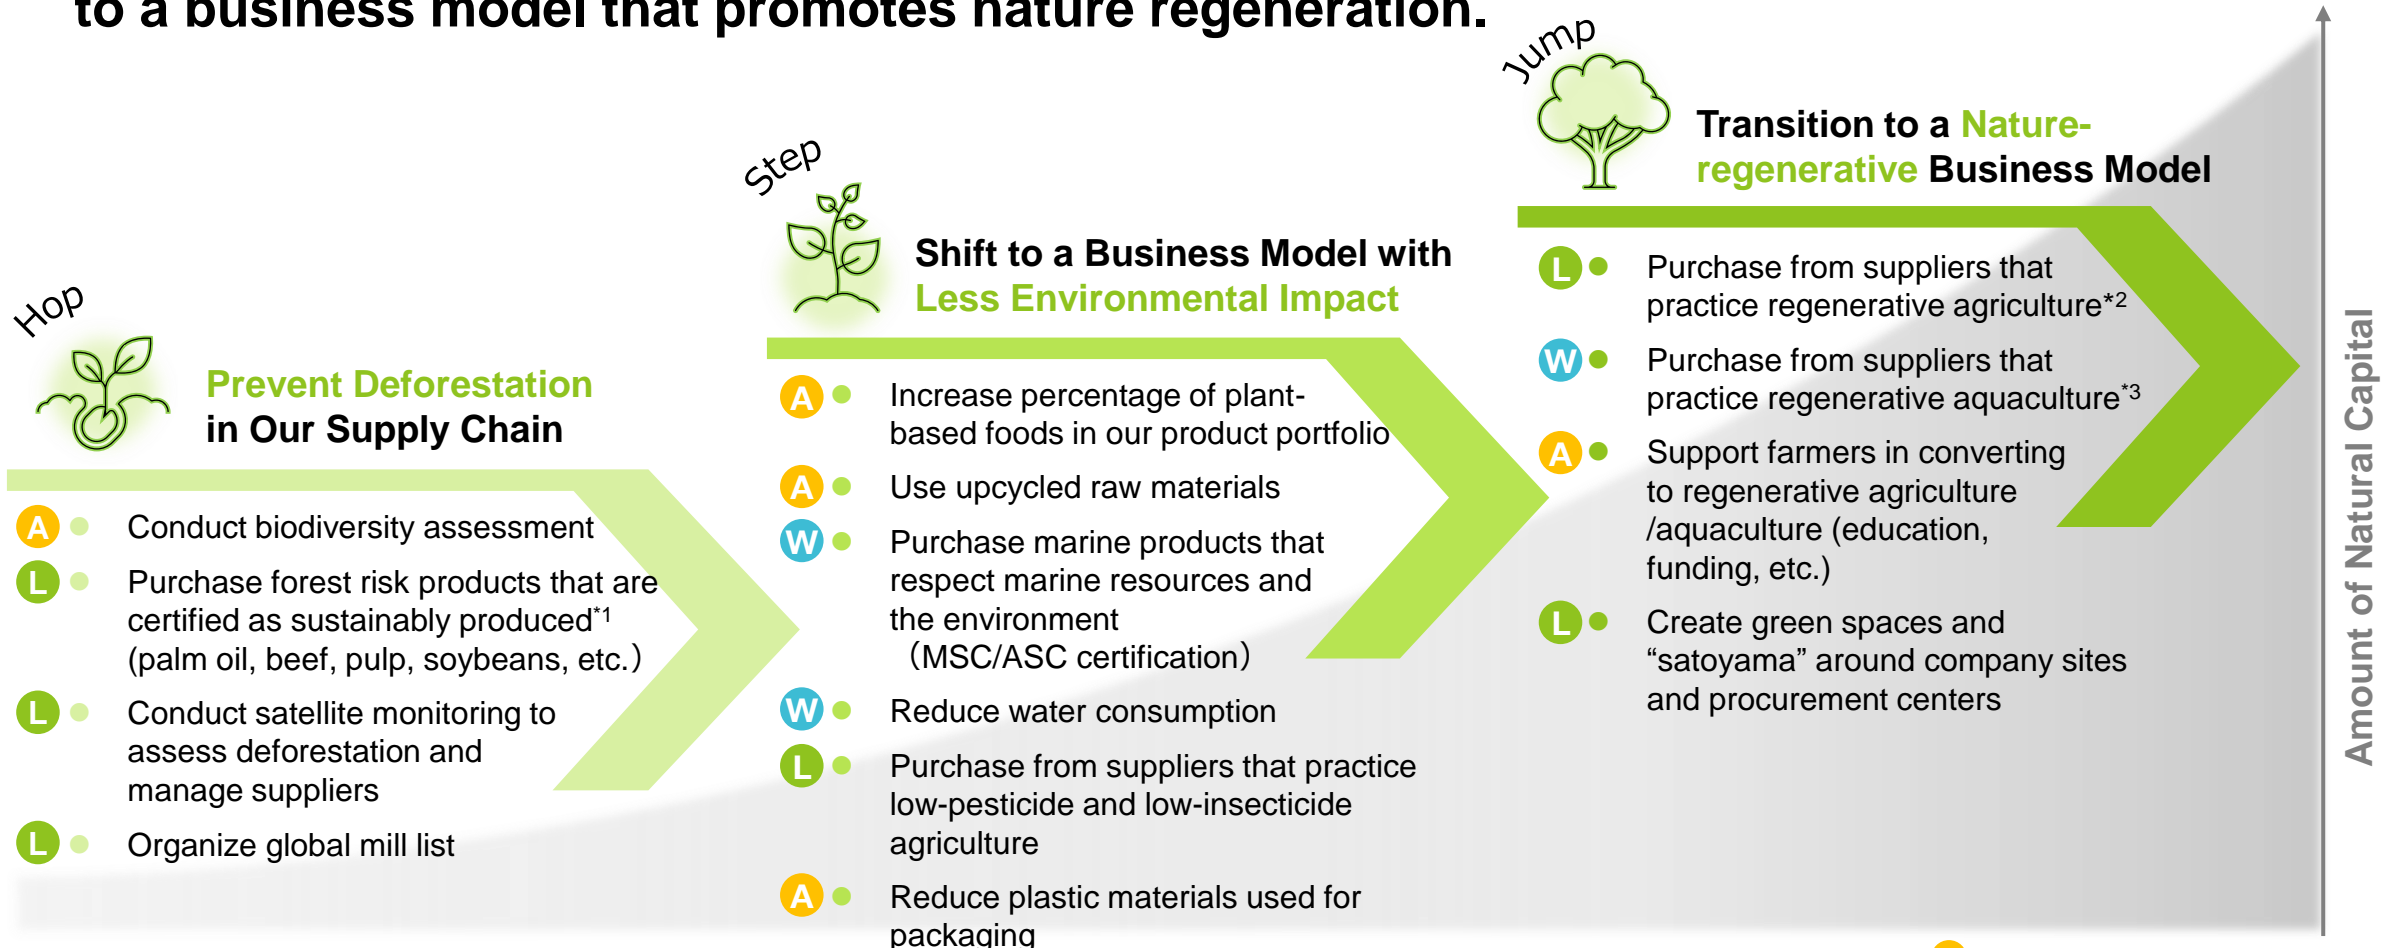 to a business model that promotes nature regeneration.
Hop
Prevent Deforestation
in Our Supply Chain
A
Conduct biodiversity assessment
L
Purchase forest risk products that are
certified as sustainably produced*1
(palm oil, beef, pulp, soybeans, etc.)
L
Conduct satellite monitoring to
assess deforestation and
manage suppliers
L
Organize global mill list
Step
Shift to a Business Model with
Less Environmental Impact
A
Increase percentage of plant-
based foods in our product portfolio
A
Use upcycled raw materials
W
Purchase marine products that
respect marine resources and
the environment
（MSC/ASC certification）
W
Reduce water consumption
L
Purchase from suppliers that practice
low-pesticide and low-insecticide
agriculture
A
Reduce plastic materials used for
packaging
Jump
Transition to a Nature-
regenerative Business Model
L
Purchase from suppliers that
practice regenerative agriculture*2
W
Purchase from suppliers that
practice regenerative aquaculture*3
A
Support farmers in converting
to regenerative agriculture
/aquaculture (education,
funding, etc.)
L
Create green spaces and
“satoyama” around company sites
and procurement centers
Amount of Natural Capital